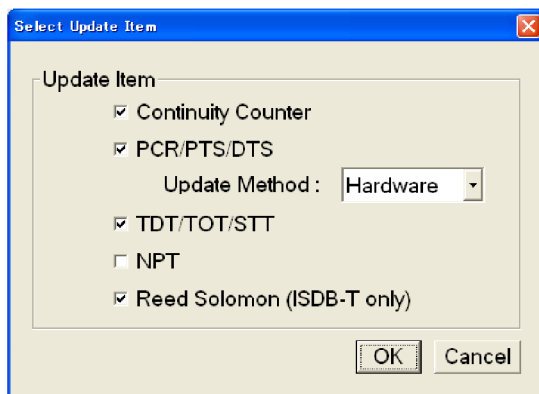 Select Update Item
Update Item
Continuity Counter
PCR/PTS/DTS
Update Method : Hardware
TDT/TOT/STT
NPT
Reed Solomon (ISDB-T only)
OK Cancel